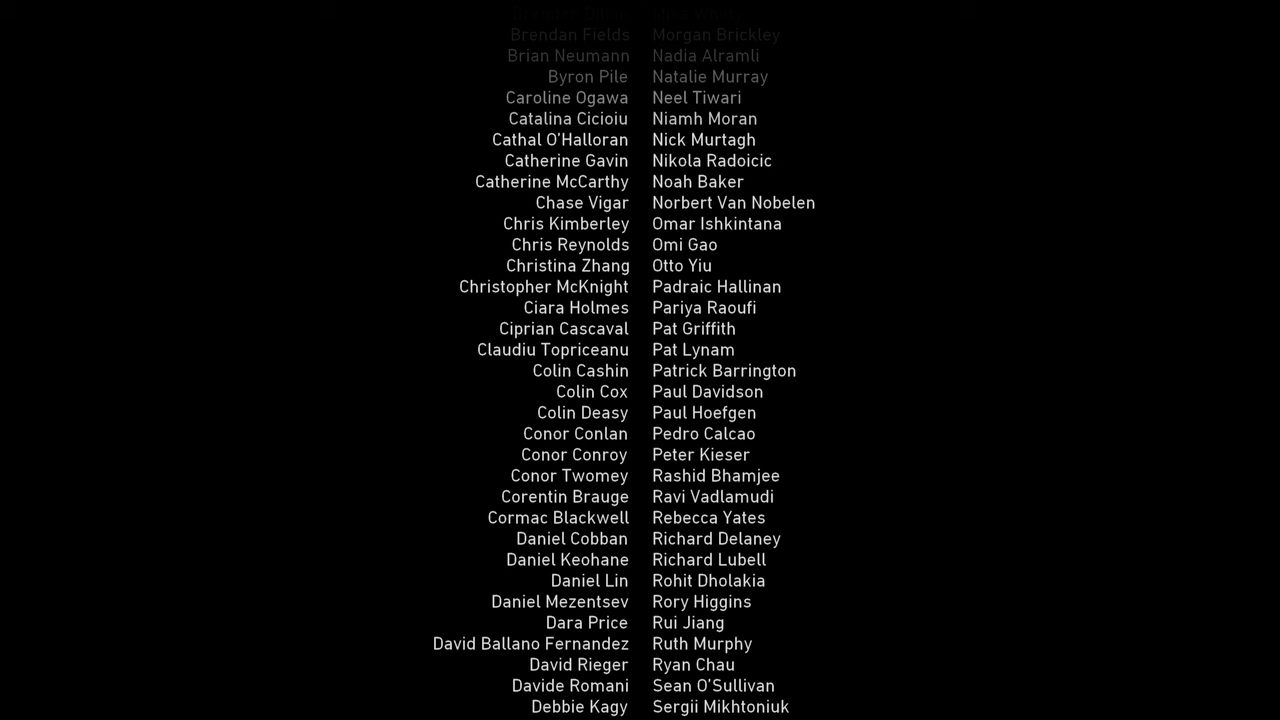 Brendan Fields Morgan Brickley
Brian Neumann Nadia Alramli
Byron Pile Natalie Murray
Caroline Ogawa Neel Tiwari
Catalina Cicioiu Niamh Moran
Cathal O'Halloran Nick Murtagh
Catherine Gavin Nikola Radoicic
Catherine McCarthy Noah Baker
Chase Vigar Norbert Van Nobelen
Chris Kimberley Omar Ishkintana
Chris Reynolds Omi Gao
Christina Zhang Otto Yiu
Christopher McKnight Padraic Hallinan
Ciara Holmes Pariya Raoufi
Ciprian Cascaval Pat Griffith
Claudiu Topriceanu Pat Lynam
Colin Cashin Patrick Barrington
Colin Cox Paul Davidson
Colin Deasy Paul Hoefgen
Conor Conlan Pedro Calcao
Conor Conroy Peter Kieser
Conor Twomey Rashid Bhamjee
Corentin Brauge Ravi Vadlamudi
Cormac Blackwell Rebecca Yates
Daniel Cobban Richard Delaney
Daniel Keohane Richard Lubell
Daniel Lin Rohit Dholakia
Daniel Mezentsev Rory Higgins
Dara Price Rui Jiang
David Ballano Fernandez Ruth Murphy
David Rieger Ryan Chau
Davide Romani Sean O'Sullivan
Debbie Kagy Sergii Mikhtoniuk